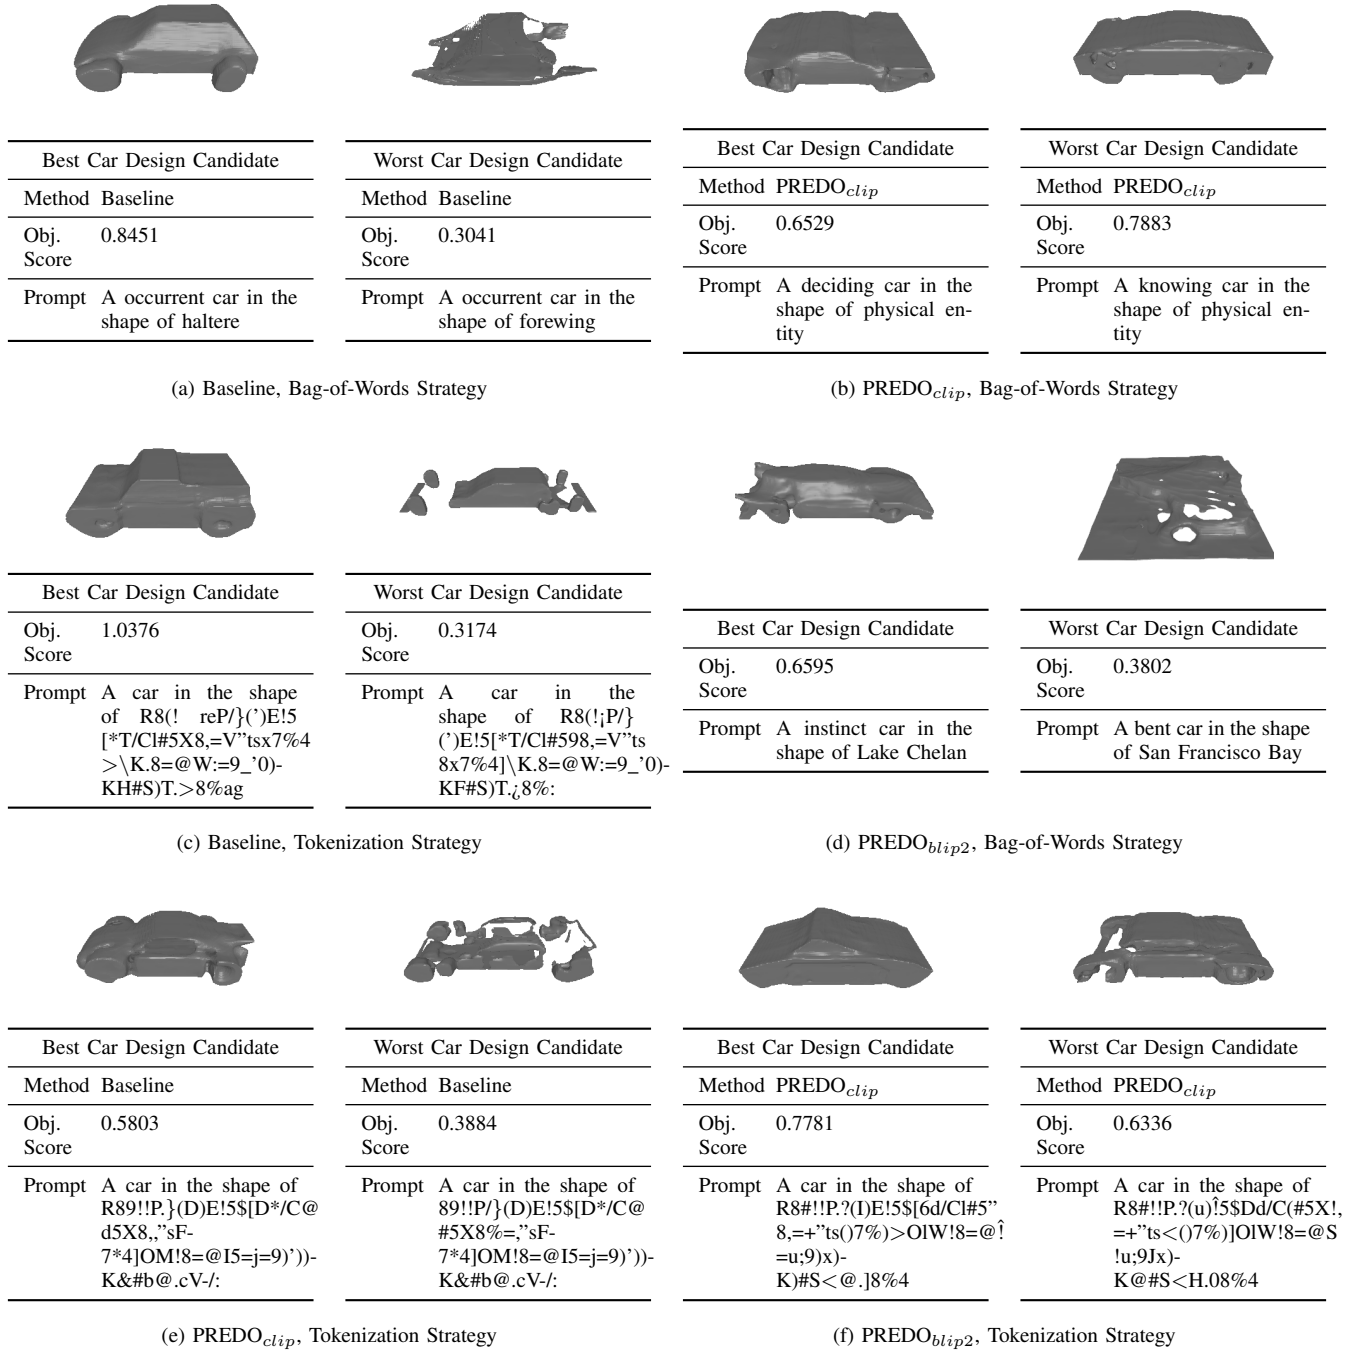 Best Car Design Candidate
Method Baseline
Obj. Score 0.8451
Prompt A occurrent car in the
shape of haltere
Worst Car Design Candidate
Method Baseline
Obj. Score 0.3041
Prompt A occurrent car in the
shape of forewing
(a) Baseline, Bag-of-Words Strategy
Best Car Design Candidate
Method PREDOclip
Obj. Score 0.6529
Prompt A deciding car in the
shape of physical en-
tity
Worst Car Design Candidate
Method PREDOclip
Obj. Score 0.7883
Prompt A knowing car in the
shape of physical en-
tity
(b) PREDOclip, Bag-of-Words Strategy
Best Car Design Candidate
Obj. Score 1.0376
Prompt A car in the shape
of R8(! reP/}(')E!5
[*T/Cl#5X8,=V”tsx7%4
>\K.8=@W:=9_’0)-
KH#S)T.>8%ag
Worst Car Design Candidate
Obj. Score 0.3174
Prompt A car in the
shape of R8(!¡P/}
(’)E!5[*T/Cl#598,=V”ts
8x7%4]\K.8=@W:=9_’0)-
KF#S)T.¿8%:
(c) Baseline, Tokenization Strategy
Best Car Design Candidate
Obj. Score 0.6595
Prompt A instinct car in the
shape of Lake Chelan
Worst Car Design Candidate
Obj. Score 0.3802
Prompt A bent car in the shape
of San Francisco Bay
(d) PREDOblip2, Bag-of-Words Strategy
Best Car Design Candidate
Method Baseline
Obj. Score 0.5803
Prompt A car in the shape of
R89!!P.}(D)E!5$[D*/C@
d5X8,,”sF-
7*4]OM!8=@I5=j=9)’))-
K&#b@.cV-/:
Worst Car Design Candidate
Method Baseline
Obj. Score 0.3884
Prompt A car in the shape of
89!!P/}(D)E!5$[D*/C@
#5X8%=,”sF-
7*4]OM!8=@I5=j=9)’))-
K&#b@.cV-/:
(e) PREDOclip, Tokenization Strategy
Best Car Design Candidate
Method PREDOclip
Obj. Score 0.7781
Prompt A car in the shape of
R8#!!P.?(I)E!5$[6d/Cl#5”
8,=+”ts()7%)>OlW!8=@!̂
=u;9)x)-
K)#S<@.]8%4
Worst Car Design Candidate
Method PREDOclip
Obj. Score 0.6336
Prompt A car in the shape of
R8#!!P.?(u)!̂5$Dd/C(#5X!,
=+”ts<()7%)]OlW!8=@S
!u;9Jx)-
K@#S<H.08%4
(f) PREDOblip2, Tokenization Strategy